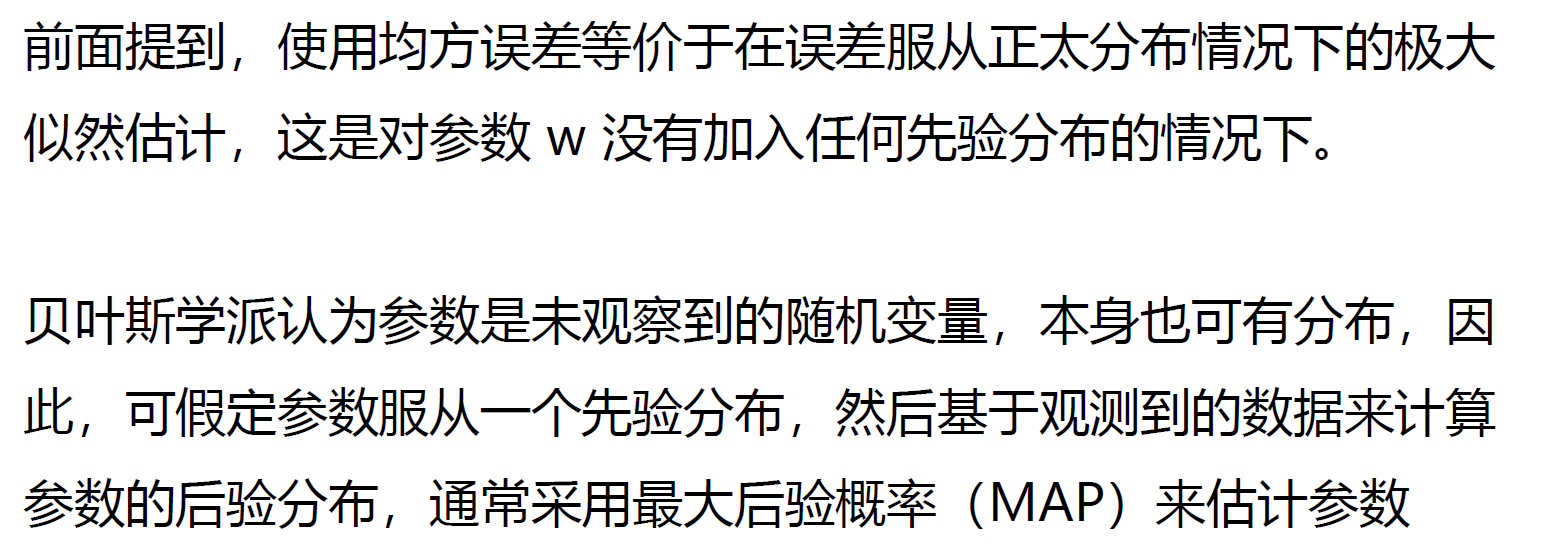 前面提到，使用均方误差等价于在误差服从正太分布情况下的极大
似然估计，这是对参数 w 没有加入任何先验分布的情况下。
贝叶斯学派认为参数是未观察到的随机变量，本身也可有分布，因
此，可假定参数服从一个先验分布，然后基于观测到的数据来计算
参数的后验分布，通常采用最大后验概率（MAP）来估计参数